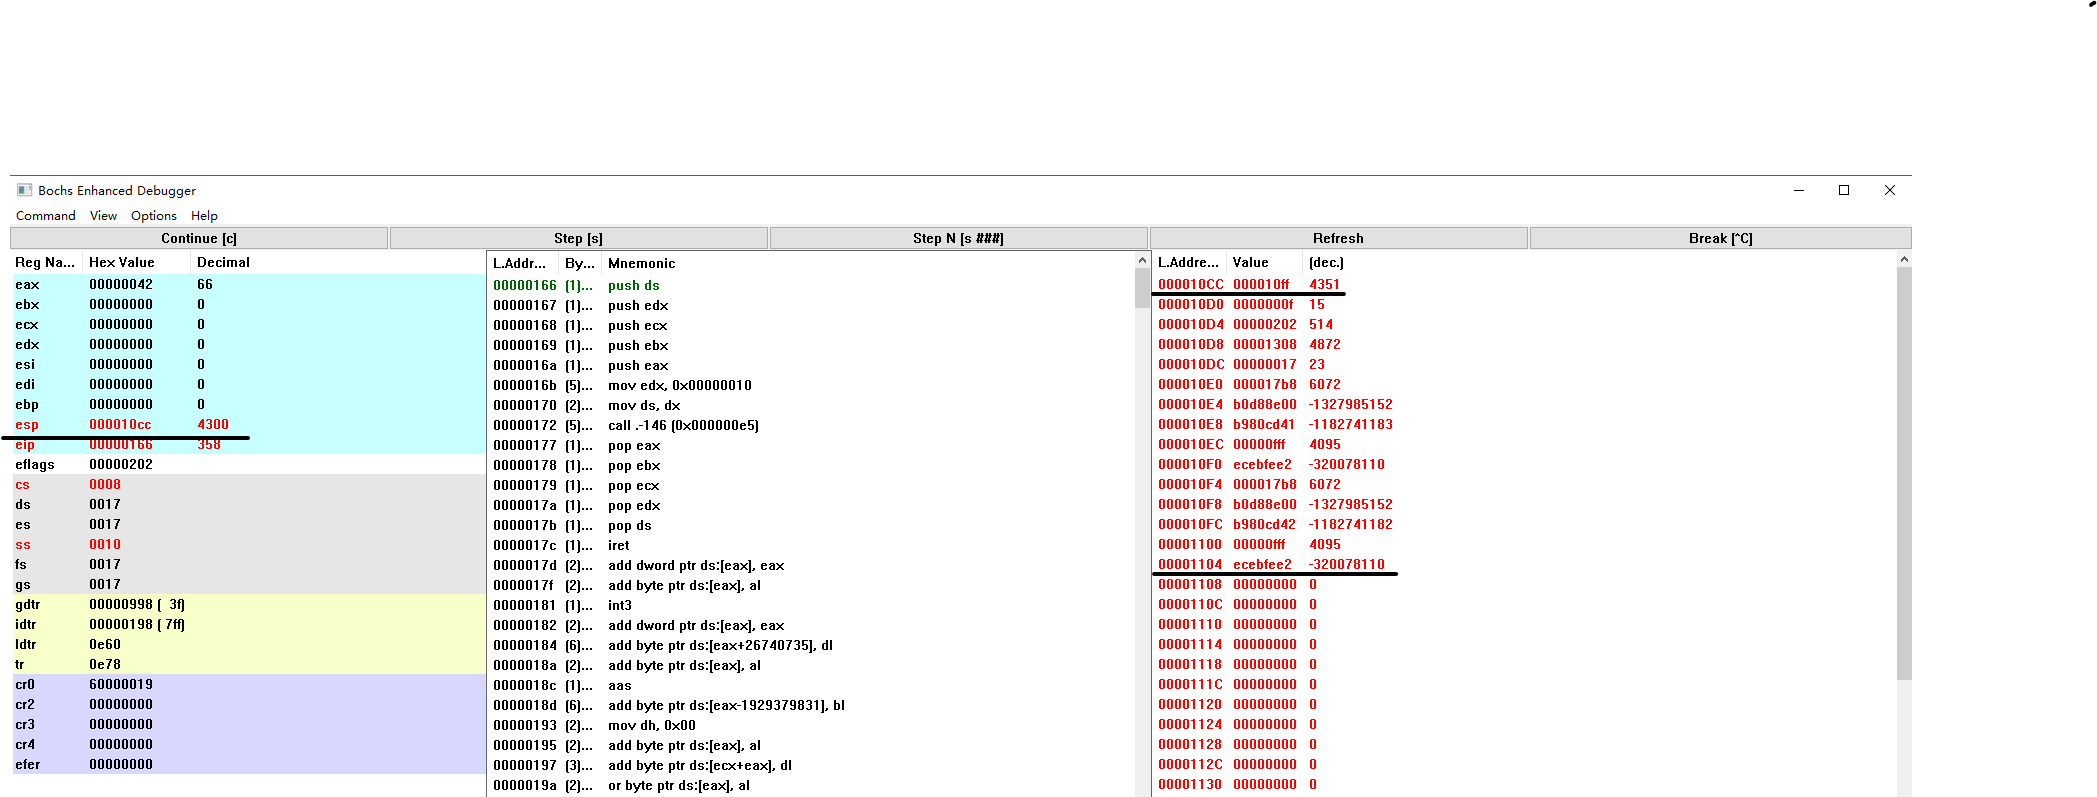 Bochs Enhanced Debugger
Command View Options Help
Continue [c] Step [s] Step N [s ###] Refresh Break [^C]
Reg Na... Hex Value Decimal
eax 00000042 66
ebx 00000000 0
ecx 00000000 0
edx 00000000 0
esi 00000000 0
edi 00000000 0
ebp 00000000 0
esp 000010cc 4300
eip 00000166 358
eflags 00000202
cs 0008
ds 0017
es 0017
ss 0010
fs 0017
gs 0017
gdtr 00000998 ( 3f)
idtr 00000198 ( 7ff)
ldtr 0e60
tr 0e78
cr0 60000019
cr2 00000000
cr3 00000000
cr4 00000000
efer 00000000
L.Addr... By... Mnemonic
00000166 (1)... push ds
00000167 (1)... push edx
00000168 (1)... push ecx
00000169 (1)... push ebx
0000016a (1)... push eax
0000016b (5)... mov edx, 0x00000010
00000170 (2)... mov ds, dx
00000172 (5)... call .-146 (0x000000e5)
00000177 (1)... pop eax
00000178 (1)... pop ebx
00000179 (1)... pop ecx
0000017a (1)... pop edx
0000017b (1)... pop ds
0000017c (1)... iret
0000017d (2)... add dword ptr ds:[eax], eax
0000017f (2)... add byte ptr ds:[eax], al
00000181 (1)... int3
00000182 (2)... add dword ptr ds:[eax], eax
00000184 (6)... add byte ptr ds:[eax+26740735], dl
0000018a (2)... add byte ptr ds:[eax], al
0000018c (1)... aas
0000018d (6)... add byte ptr ds:[eax-1929379831], bl
00000193 (2)... mov dh, 0x00
00000195 (2)... add byte ptr ds:[eax], al
00000197 (3)... add byte ptr ds:[ecx+eax], dl
0000019a (2)... or byte ptr ds:[eax], al
L.Addre... Value (dec.)
000010CC 000010ff 4351
000010D0 0000000f 15
000010D4 00000202 514
000010D8 00001308 4872
000010DC 00000017 23
000010E0 000017b8 6072
000010E4 b0d88e00 -1327985152
000010E8 b980cd41 -1182741183
000010EC 00000fff 4095
000010F0 ecebfee2 -320078110
000010F4 000017b8 6072
000010F8 b0d88e00 -1327985152
000010FC b980cd42 -1182741182
00001100 00000fff 4095
00001104 ecebfee2 -320078110
00001108 00000000 0
0000110C 00000000 0
00001110 00000000 0
00001114 00000000 0
00001118 00000000 0
0000111C 00000000 0
00001120 00000000 0
00001124 00000000 0
00001128 00000000 0
0000112C 00000000 0
00001130 00000000 0